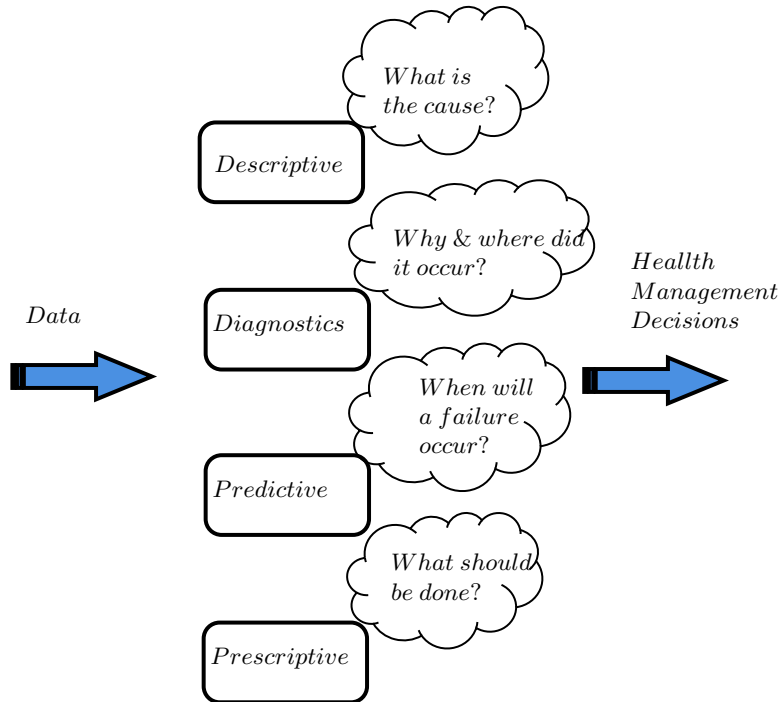 What is
the cause?
Descriptive
Why & where did
it occur?
Heallth
Management
Decisions
Data
Diagnostics
When will
a failure
occur?
Predictive
What should
be done?
Prescriptive